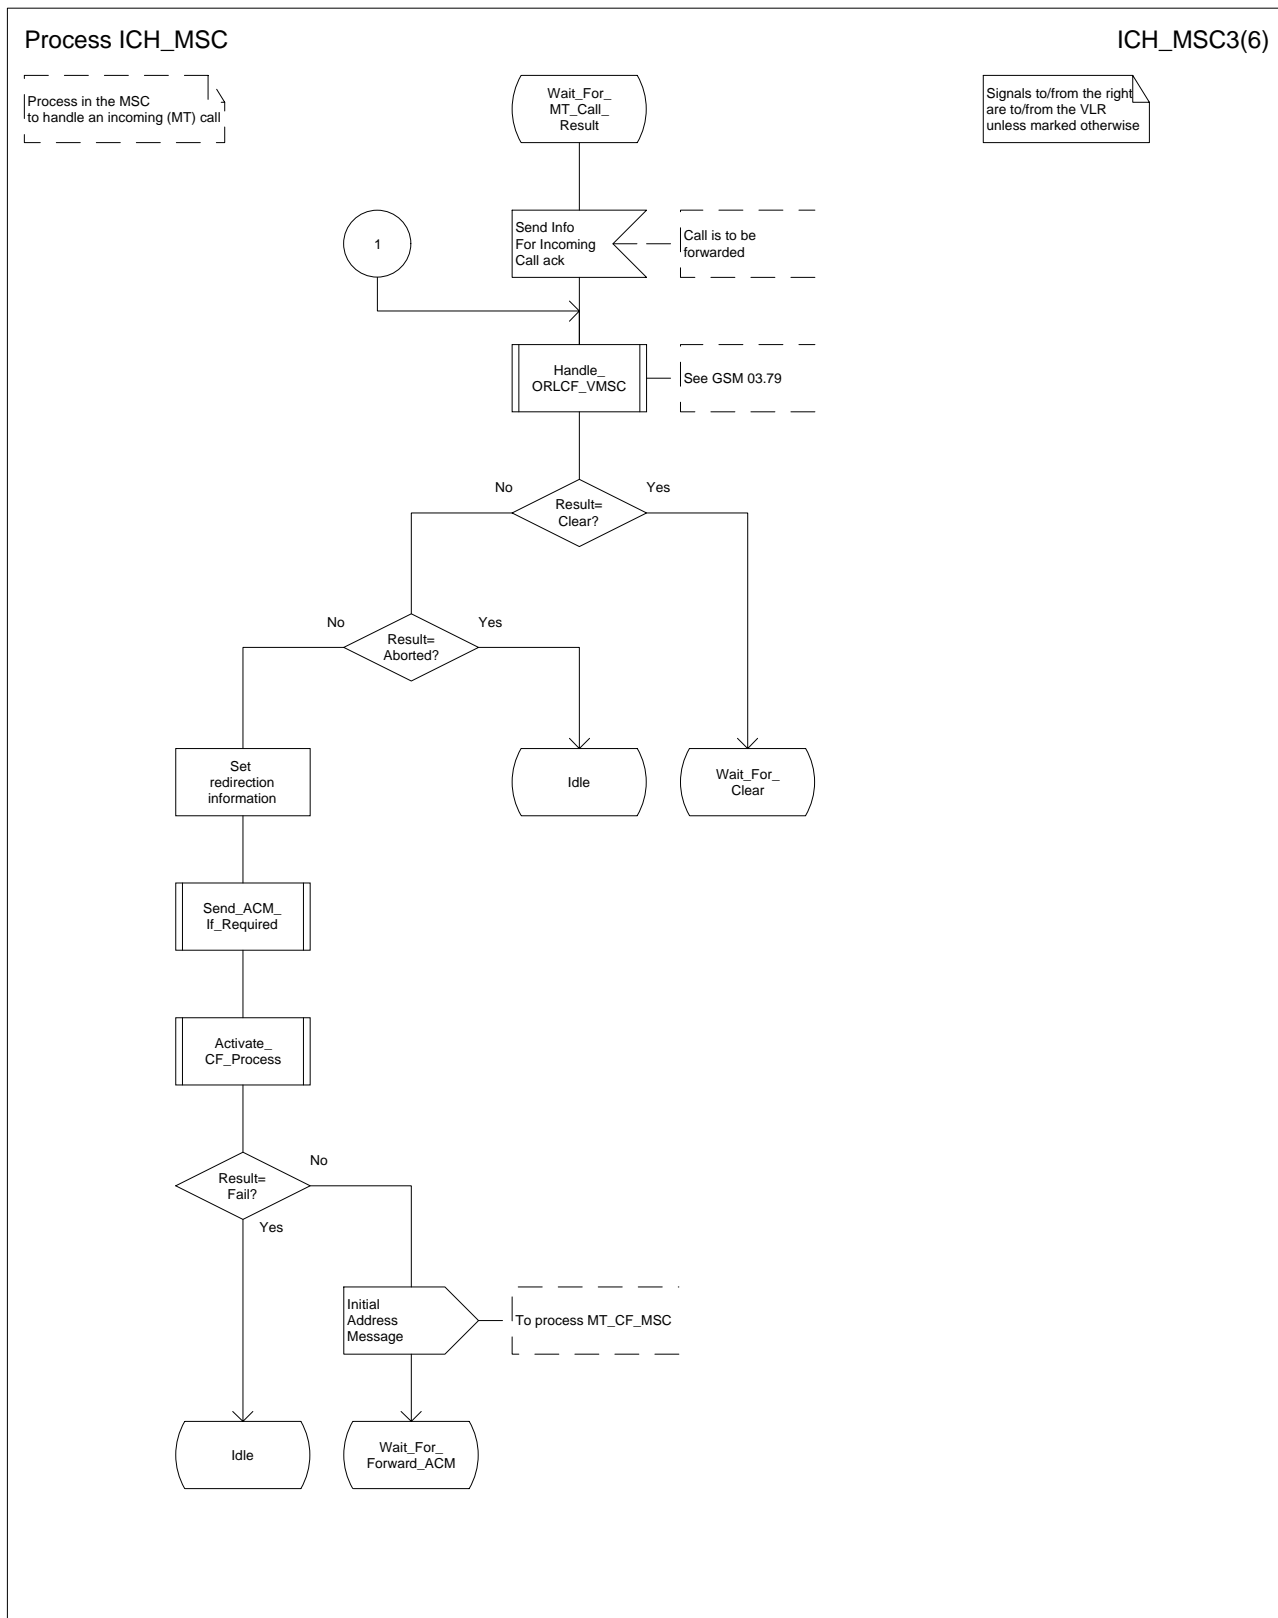 Process ICH_MSC
ICH_MSC3(6)
Process in the MSC
to handle an incoming (MT) call
Wait_For_
MT_Call_
Result
Signals to/from the right
are to/from the VLR
unless marked otherwise
1
Send Info
For Incoming
Call ack
Call is to be
forwarded
Handle_
ORLCF_VMSC
See GSM 03.79
No
Result=
Clear?
Yes
No
Result=
Aborted?
Yes
Set
redirection
information
Idle
Wait_For_
Clear
Send_ACM_
If_Required
Activate_
CF_Process
Result=
Fail?
No
Yes
Initial
Address
Message
To process MT_CF_MSC
Idle
Wait_For_
Forward_ACM